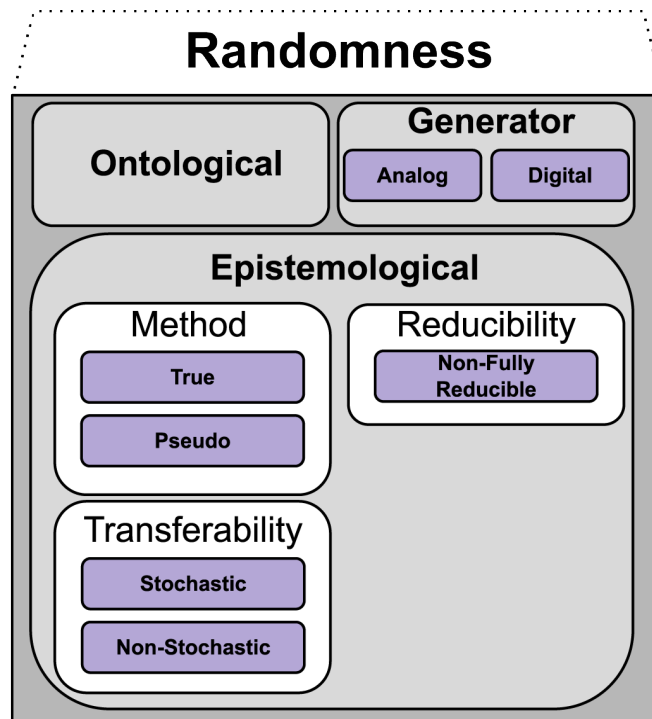 Randomness
Ontological
Generator
Analog
Digital
Epistemological
Method
True
Pseudo
Reducibility
Non-Fully
Reducible
Transferability
Stochastic
Non-Stochastic